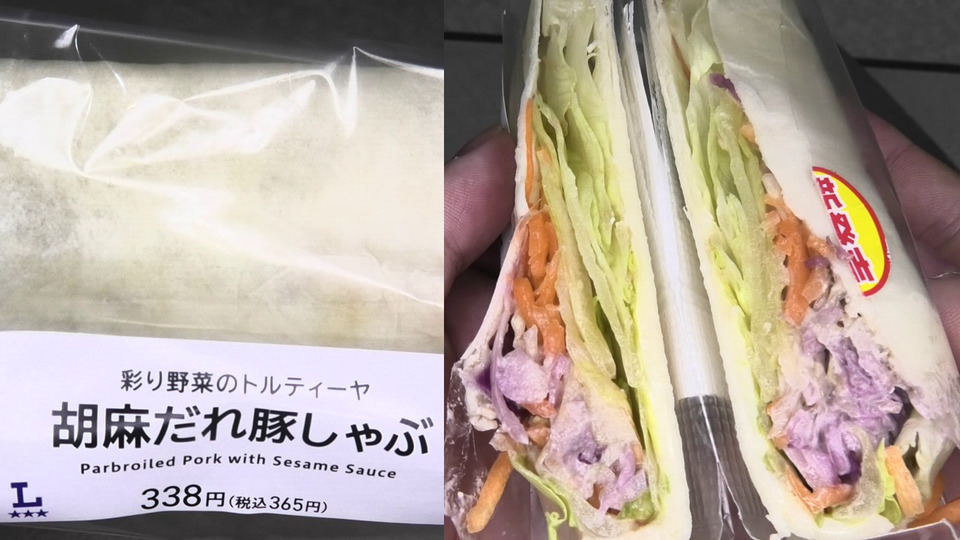 彩り野菜のトルティーヤ
胡麻だれ豚しゃぶ
Parbroiled Pork with Sesame Sauce
L
338円(税込365円)